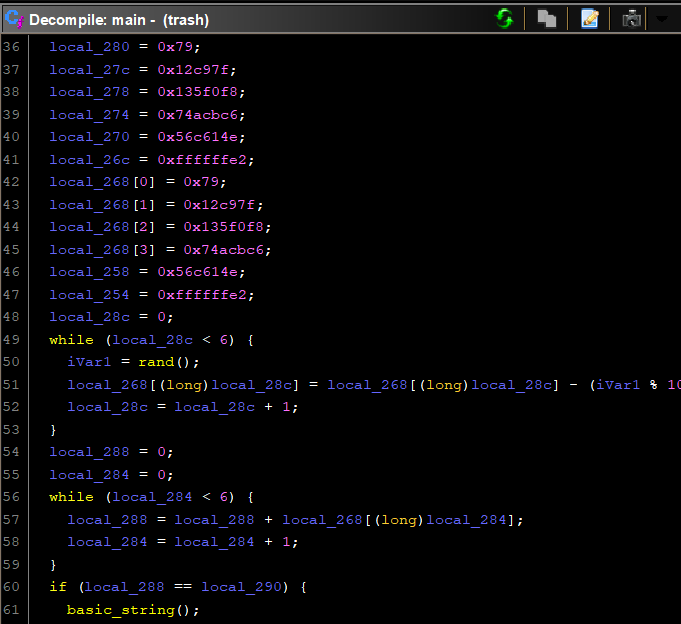 Decompile: main - (trash)
36 local_280 = 0x79;
37 local_27c = 0x12c97f;
38 local_278 = 0x135f0f8;
39 local_274 = 0x74acbc6;
40 local_270 = 0x56c614e;
41 local_26c = 0xffffffe2;
42 local_268[0] = 0x79;
43 local_268[1] = 0x12c97f;
44 local_268[2] = 0x135f0f8;
45 local_268[3] = 0x74acbc6;
46 local_258 = 0x56c614e;
47 local_254 = 0xffffffe2;
48 local_28c = 0;
49 while (local_28c < 6) {
50 iVar1 = rand();
51 local_268[(long)local_28c] = local_268[(long)local_28c] - (iVar1 % 10
52 local_28c = local_28c + 1;
53 }
54 local_288 = 0;
55 local_284 = 0;
56 while (local_284 < 6) {
57 local_288 = local_288 + local_268[(long)local_284];
58 local_284 = local_284 + 1;
59 }
60 if (local_288 == local_290) {
61 basic_string();